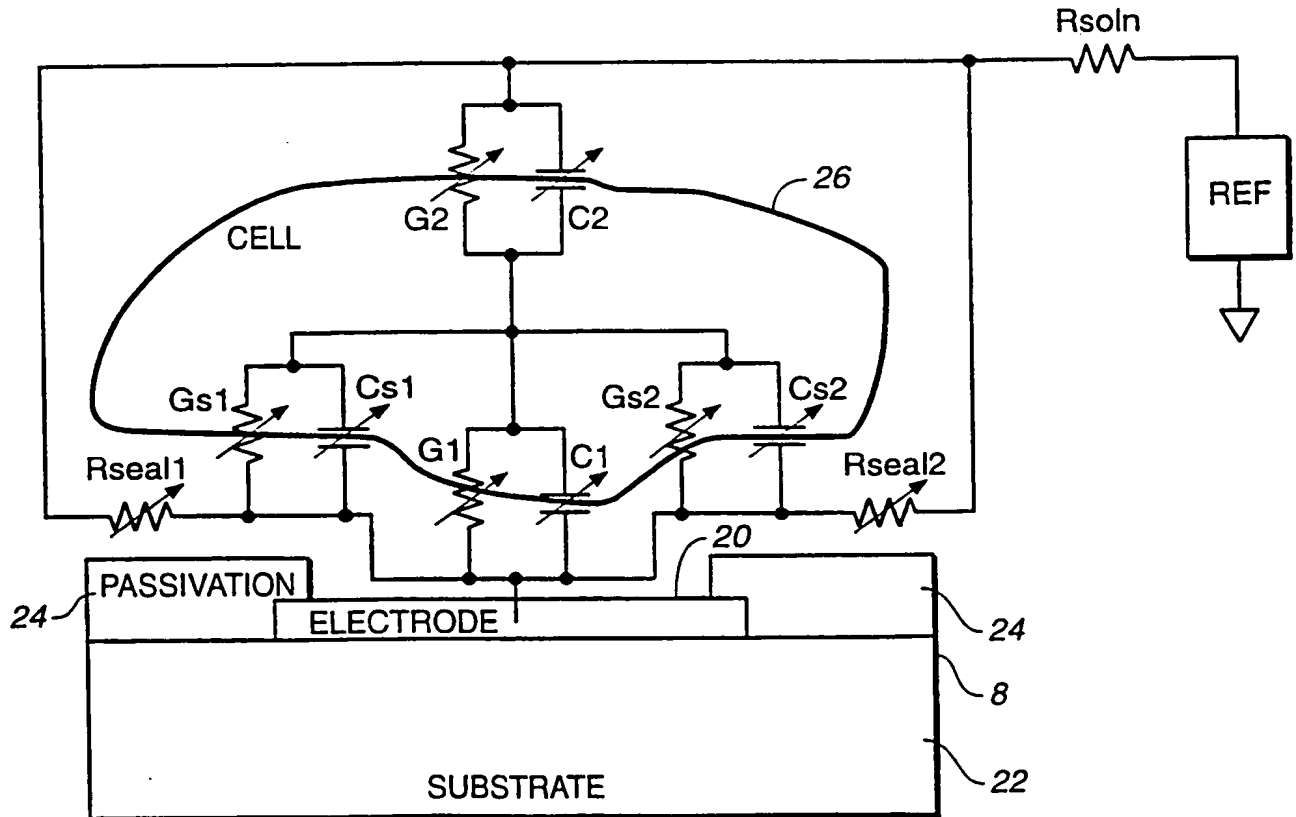 Rsoln
REF
26
G2
C2
CELL
Gs1
Cs1
Gs2
Cs2
G1
C1
Rseal1
Rseal2
20
PASSIVATION
24
ELECTRODE
24
8
22
SUBSTRATE